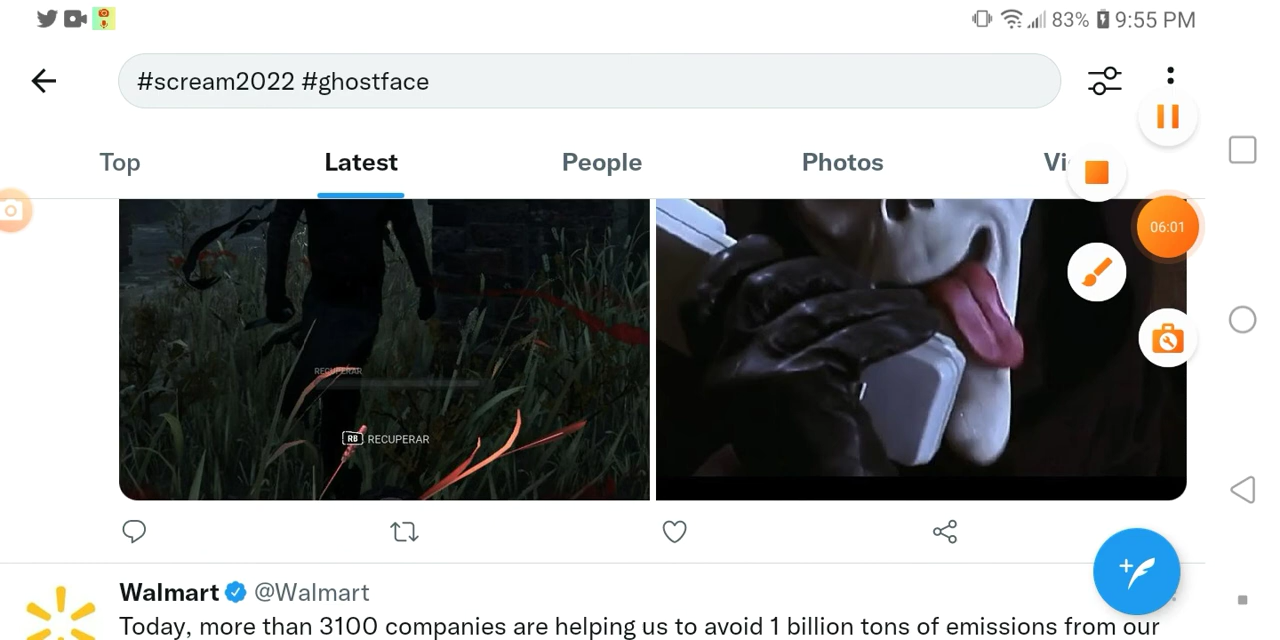 83% 9:55 PM
#scream2022 #ghostface
Top Latest People Photos Vi
06:01
RECUPERAR
RB RECUPERAR
Walmart @Walmart
Today, more than 3100 companies are helping us to avoid 1 billion tons of emissions from our